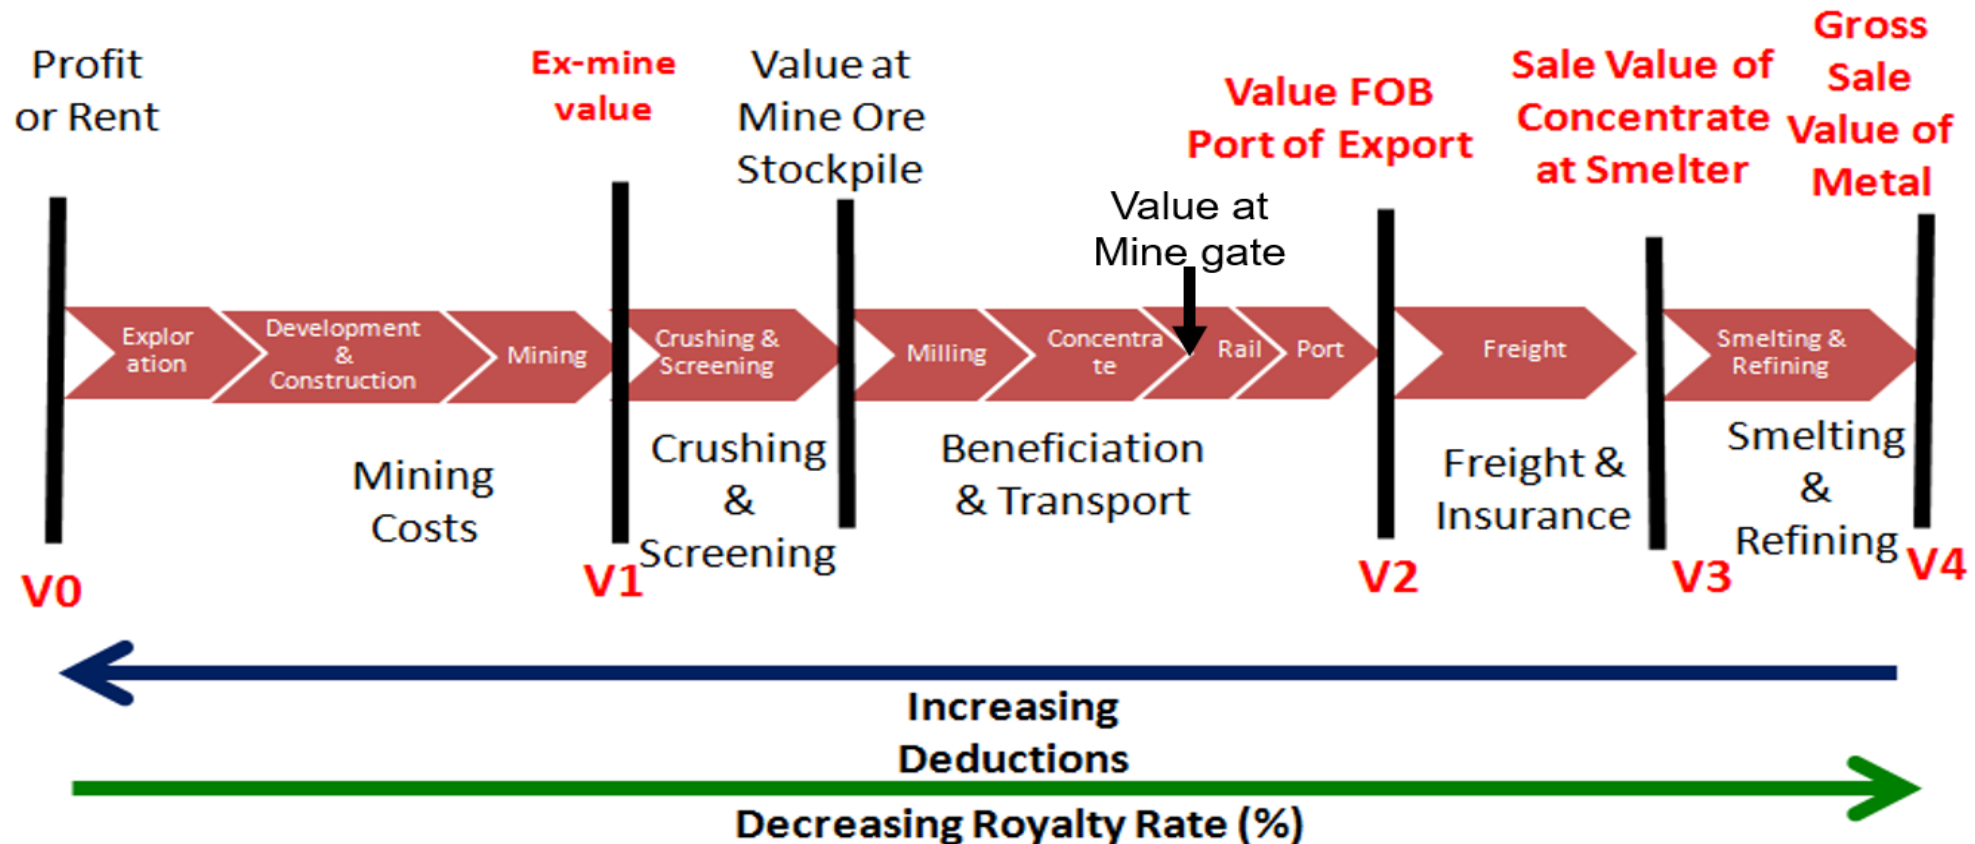 Profit
or Rent
Ex-mine
value
Value at
Mine Ore
Stockpile
Value at
Mine gate
Value FOB
Port of Export
Sale Value of
Concentrate
at Smelter
Gross
Sale
Value of
Metal
Explor
ation
Development
&
Construction
Mining
Crushing &
Screening
Milling
Concentra
te
Rail
Port
Freight
Smelting &
Refining
Mining
Costs
Crushing
&
Screening
Beneficiation
& Transport
Freight &
Insurance
Smelting
&
Refining
V0
V1
V2
V3
V4
Increasing
Deductions
Decreasing Royalty Rate (%)